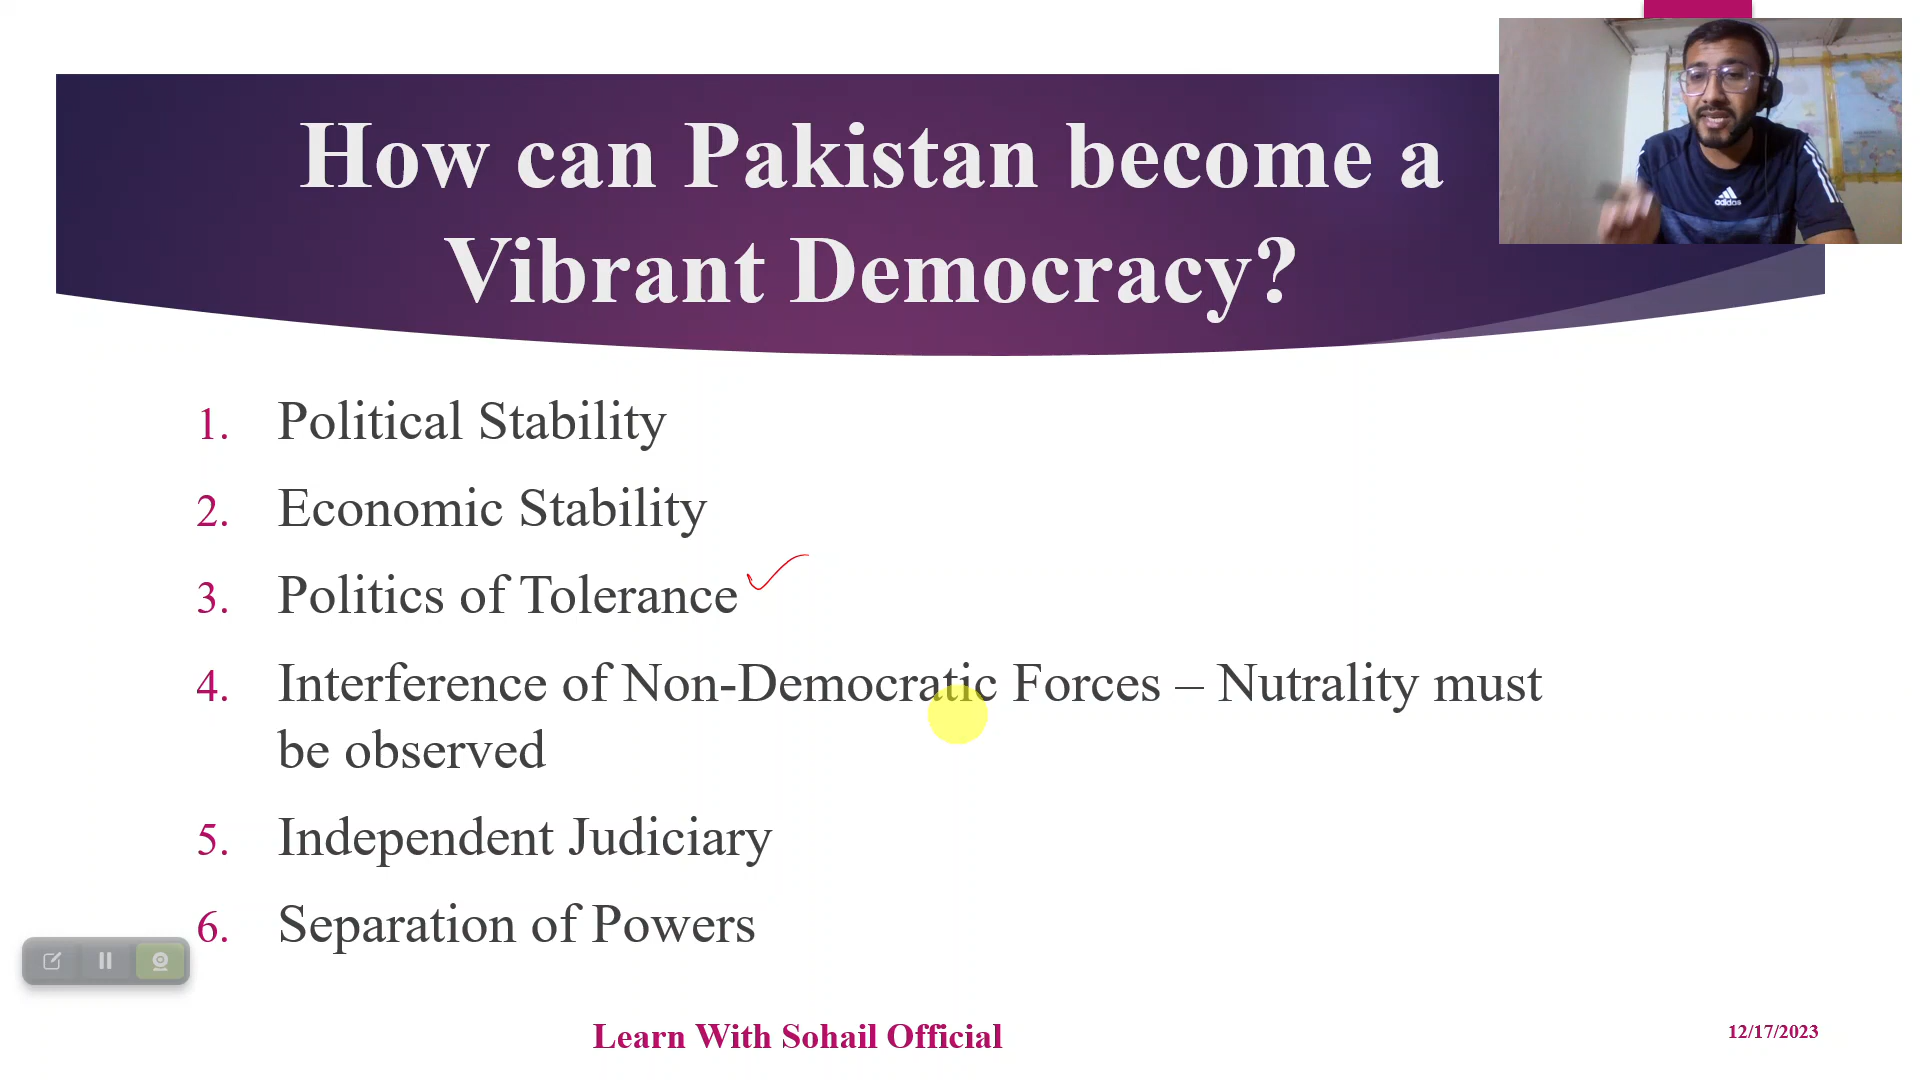 How can Pakistan become a
Vibrant Democracy?
adidas
1. Political Stability
2. Economic Stability
3. Politics of Tolerance
4. Interference of Non-Democratic Forces – Nutrality must
be observed
5. Independent Judiciary
6. Separation of Powers
Learn With Sohail Official
12/17/2023